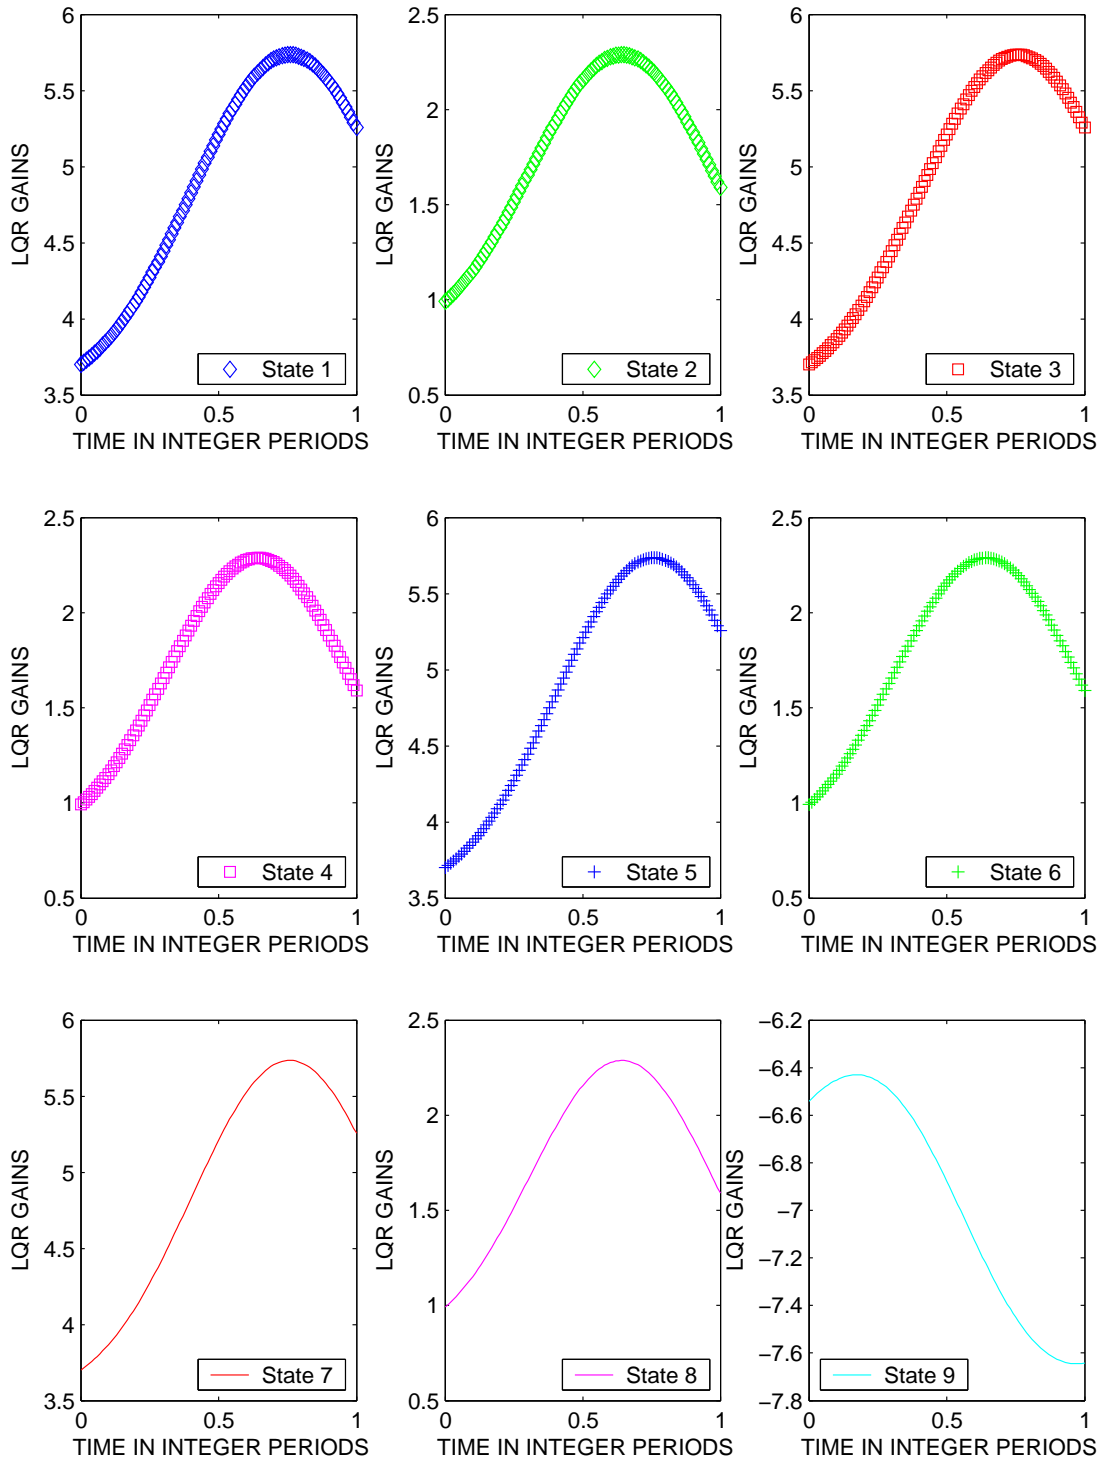 6
5.5
5
4.5
4
3.5
0
0.5
1
LQR GAINS
TIME IN INTEGER PERIODS
State 1
2.5
2
1.5
1
0.5
0
0.5
1
LQR GAINS
TIME IN INTEGER PERIODS
State 2
6
5.5
5
4.5
4
3.5
0
0.5
1
LQR GAINS
TIME IN INTEGER PERIODS
State 3
2.5
2
1.5
1
0.5
0
0.5
1
LQR GAINS
TIME IN INTEGER PERIODS
State 4
6
5.5
5
4.5
4
3.5
0
0.5
1
LQR GAINS
TIME IN INTEGER PERIODS
State 5
2.5
2
1.5
1
0.5
0
0.5
1
LQR GAINS
TIME IN INTEGER PERIODS
State 6
6
5.5
5
4.5
4
3.5
0
0.5
1
LQR GAINS
TIME IN INTEGER PERIODS
State 7
2.5
2
1.5
1
0.5
0
0.5
1
LQR GAINS
TIME IN INTEGER PERIODS
State 8
−6.2
−6.4
−6.6
−6.8
−7
−7.2
−7.4
−7.6
−7.8
0
0.5
1
LQR GAINS
TIME IN INTEGER PERIODS
State 9